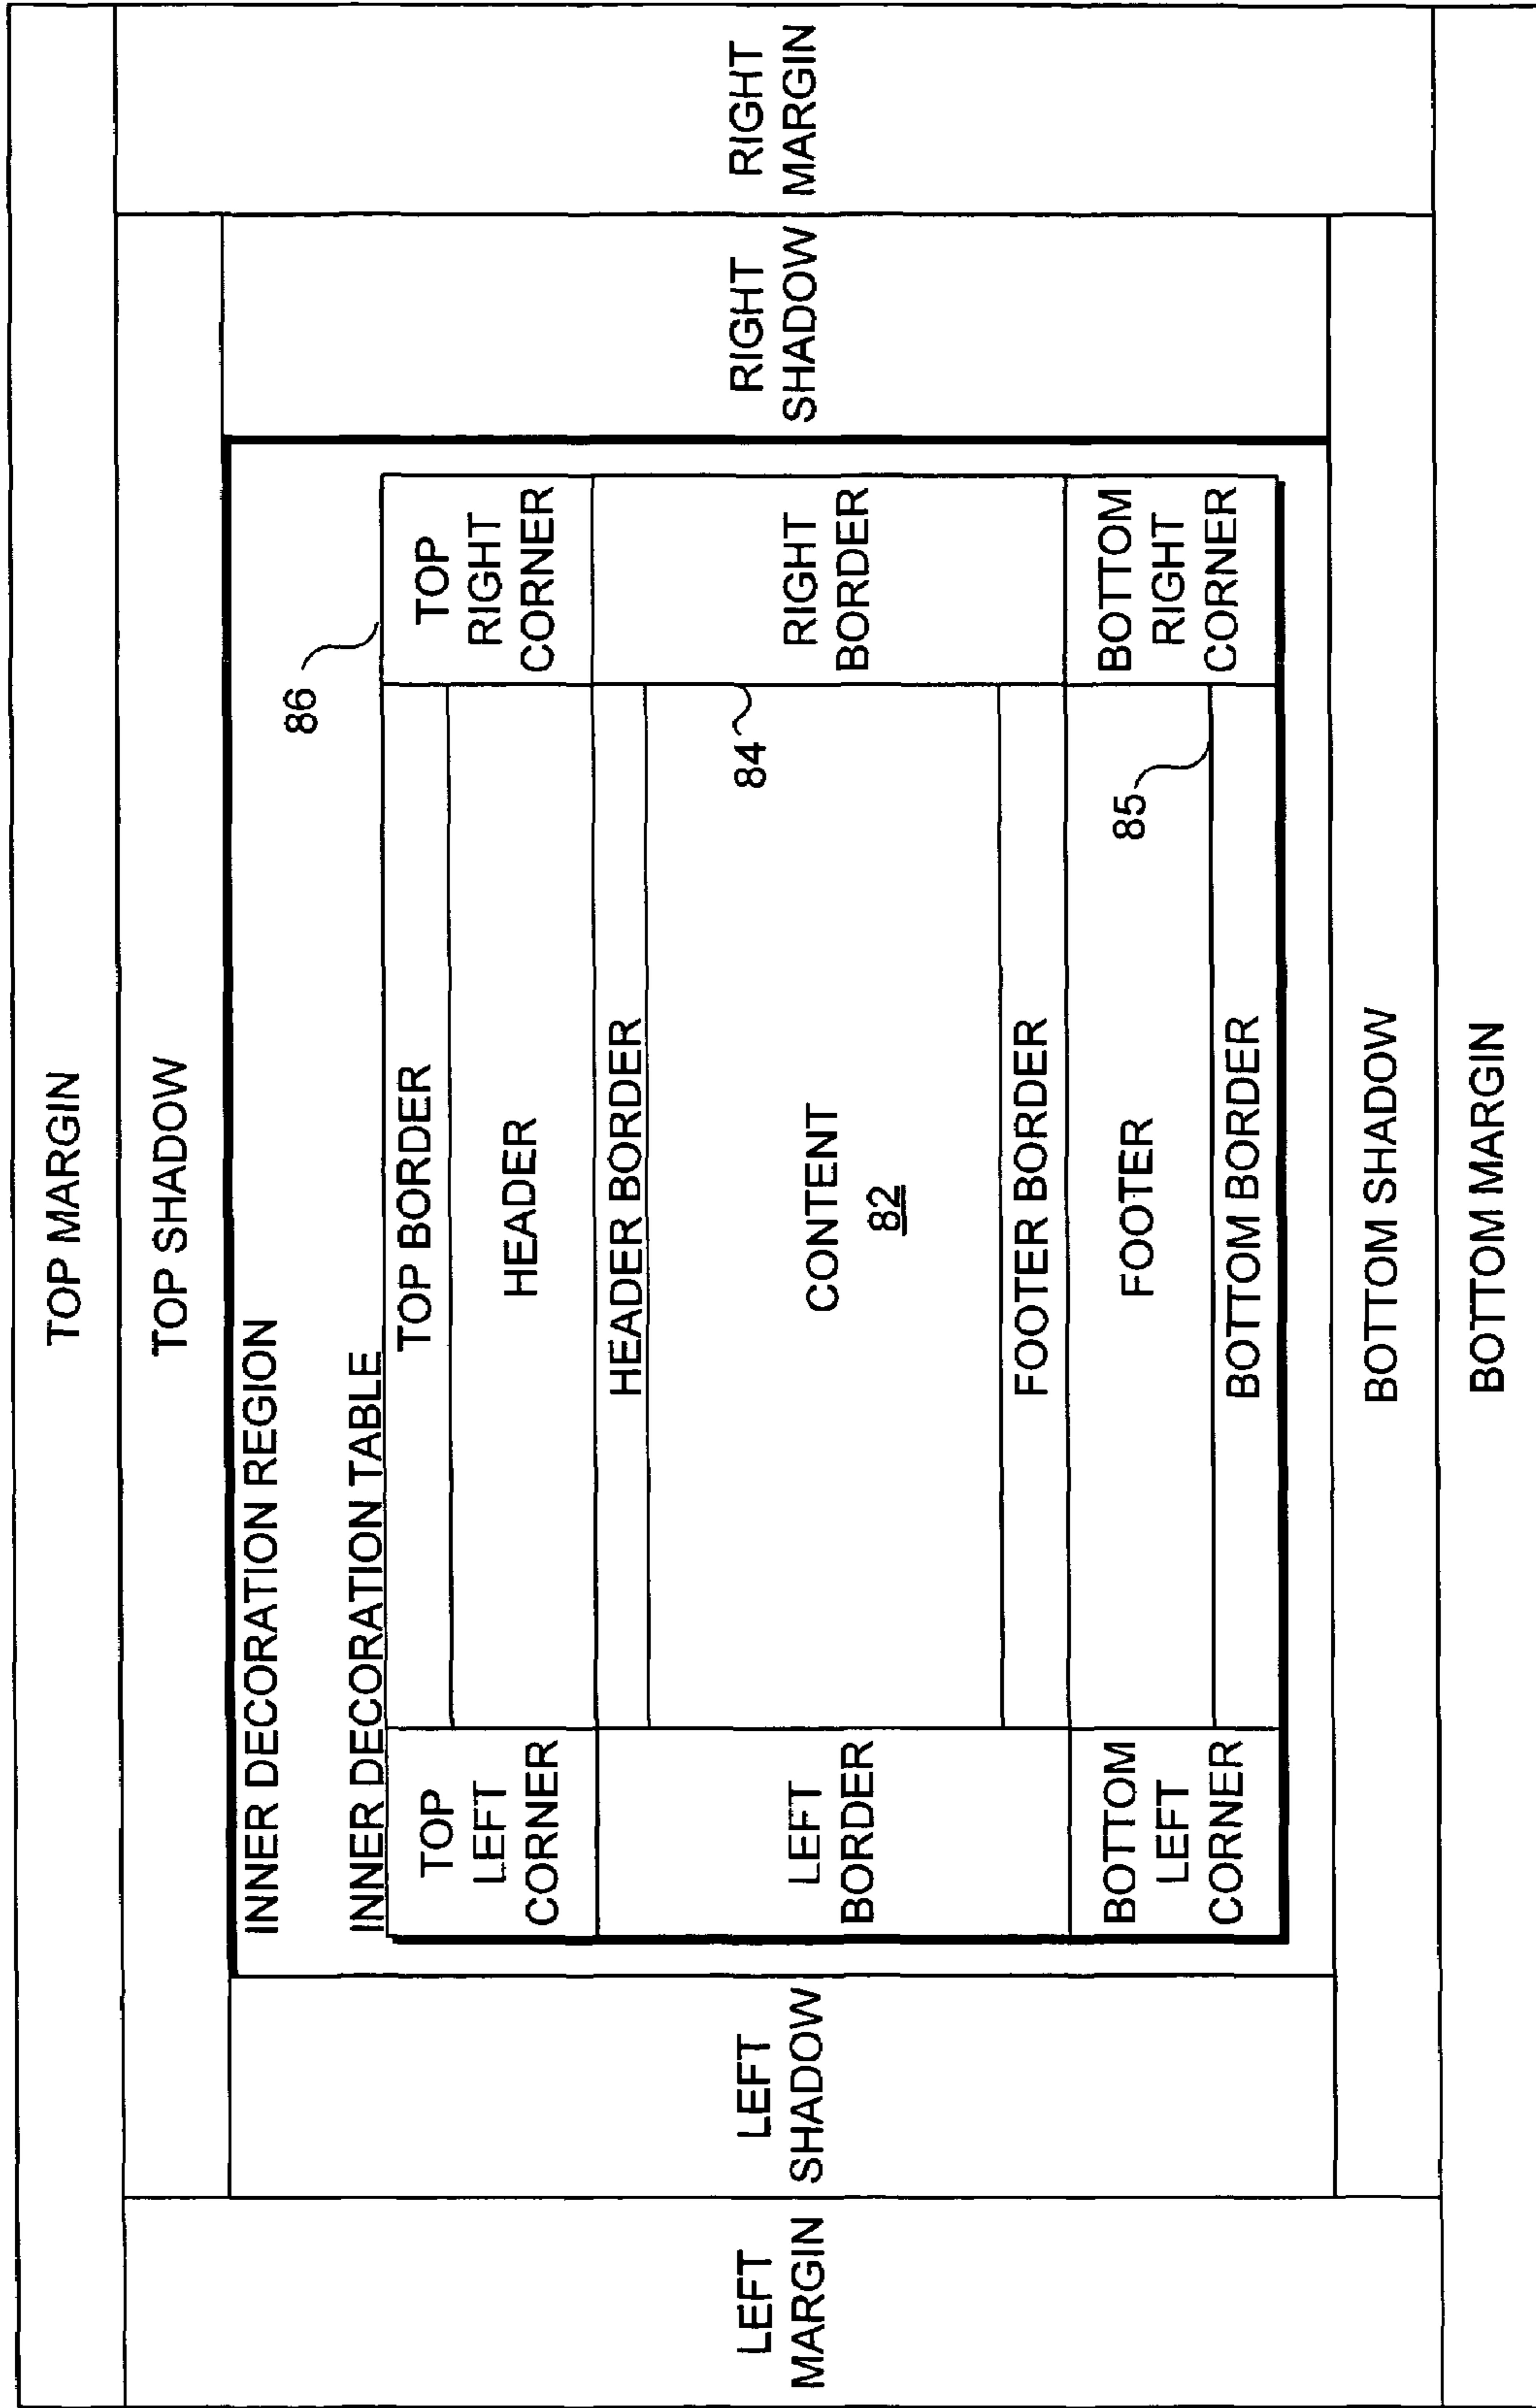 TOP MARGIN
TOP SHADOW
LEFT
MARGIN
LEFT
SHADOW
INNER DECORATION REGION
86
INNER DECORATION TABLE
TOP
LEFT
CORNER
TOP BORDER
HEADER
TOP
RIGHT
CORNER
HEADER BORDER
LEFT
BORDER
84
CONTENT
82
RIGHT
BORDER
FOOTER BORDER
BOTTOM
LEFT
CORNER
85
FOOTER
BOTTOM BORDER
BOTTOM
RIGHT
CORNER
RIGHT
SHADOW
RIGHT
MARGIN
BOTTOM SHADOW
BOTTOM MARGIN